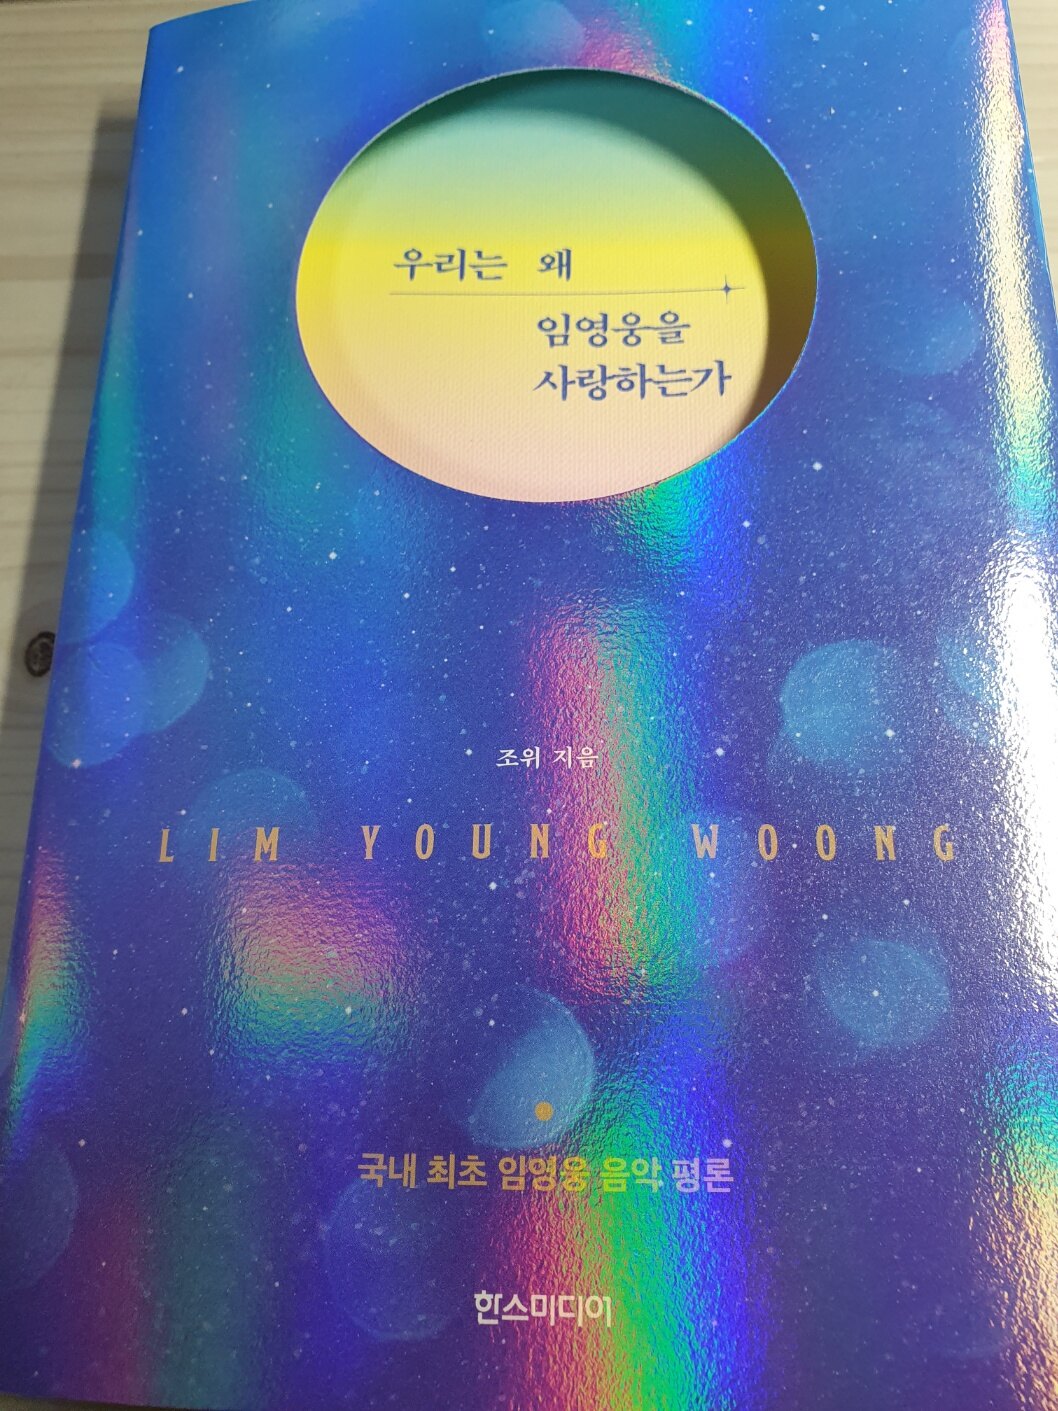 우리는 왜
임영웅을
사랑하는가
조위 지음
LIM YOUNG WOONG
국내 최초 임영웅 음악 평론
한스미디어